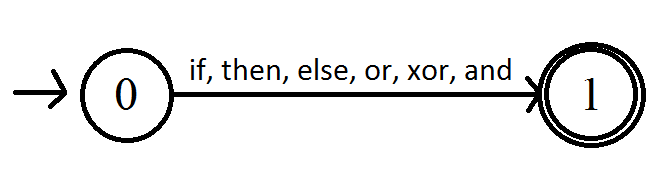 if, then, else, or, xor, and
0
1